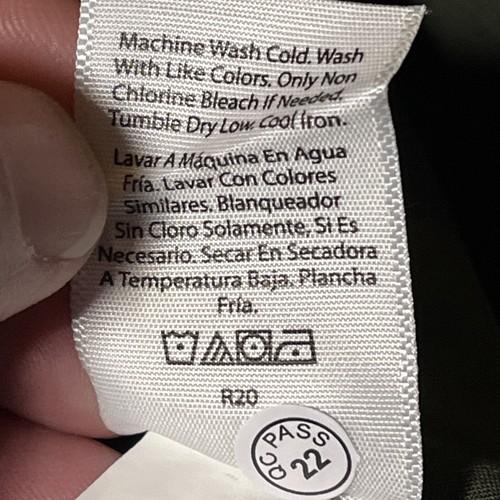 Machine Wash Cold. Wash
With Like Colors. Only Non
Chlorine Bleach If Needed.
Tumble Dry Low. Cool Iron.
Lavar A Máquina En Agua
Fría. Lavar Con Colores
Similares. Blanqueador
Sin Cloro Solamente, Si Es
Necesario. Secar En Secadora
A Temperatura Baja. Plancha
Fría.
R20
QC PASS
22